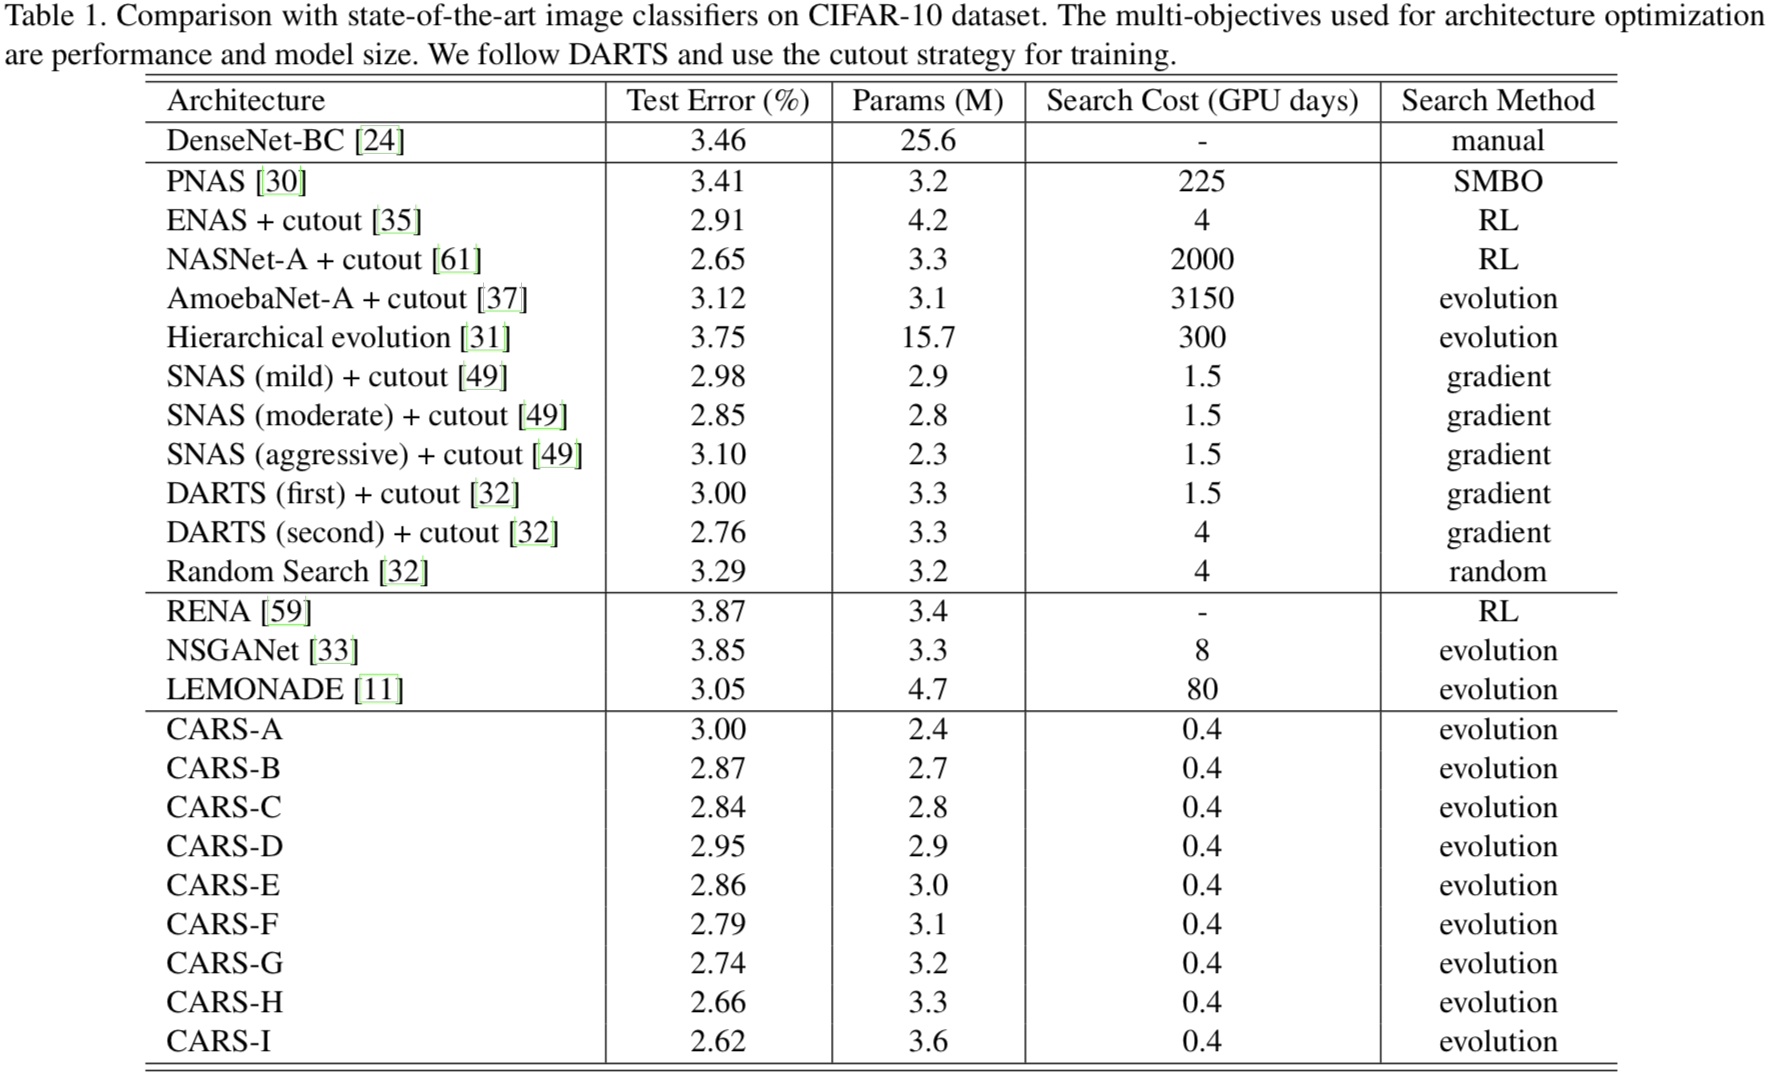 Table 1. Comparison with state-of-the-art image classifiers on CIFAR-10 dataset. The multi-objectives used for architecture optimization
are performance and model size. We follow DARTS and use the cutout strategy for training.
Architecture Test Error (%) Params (M) Search Cost (GPU days) Search Method
DenseNet-BC [24] 3.46 25.6 - manual
PNAS [30] 3.41 3.2 225 SMBO
ENAS + cutout [35] 2.91 4.2 4 RL
NASNet-A + cutout [61] 2.65 3.3 2000 RL
AmoebaNet-A + cutout [37] 3.12 3.1 3150 evolution
Hierarchical evolution [31] 3.75 15.7 300 evolution
SNAS (mild) + cutout [49] 2.98 2.9 1.5 gradient
SNAS (moderate) + cutout [49] 2.85 2.8 1.5 gradient
SNAS (aggressive) + cutout [49] 3.10 2.3 1.5 gradient
DARTS (first) + cutout [32] 3.00 3.3 1.5 gradient
DARTS (second) + cutout [32] 2.76 3.3 4 gradient
Random Search [32] 3.29 3.2 4 random
RENA [59] 3.87 3.4 - RL
NSGANet [33] 3.85 3.3 8 evolution
LEMONADE [11] 3.05 4.7 80 evolution
CARS-A 3.00 2.4 0.4 evolution
CARS-B 2.87 2.7 0.4 evolution
CARS-C 2.84 2.8 0.4 evolution
CARS-D 2.95 2.9 0.4 evolution
CARS-E 2.86 3.0 0.4 evolution
CARS-F 2.79 3.1 0.4 evolution
CARS-G 2.74 3.2 0.4 evolution
CARS-H 2.66 3.3 0.4 evolution
CARS-I 2.62 3.6 0.4 evolution